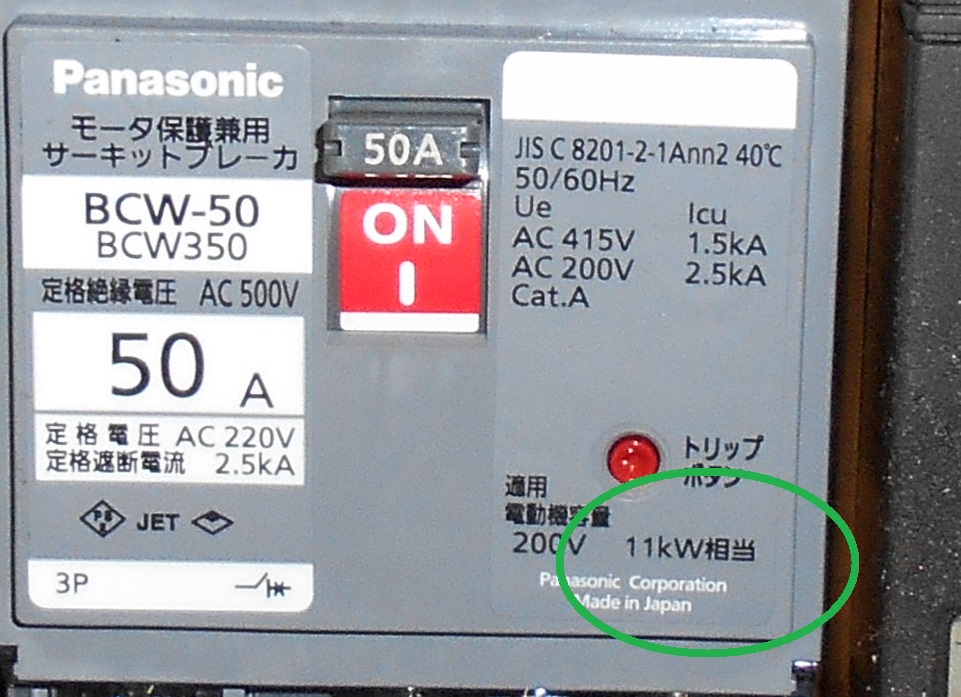 Panasonic
モータ保護兼用
サーキットブレーカ
BCW-50
BCW350
定格絶縁電圧 AC 500V
50 A
定格電圧 AC 220V
定格遮断電流 2.5kA
PS E JET
3P
50A
ON
I
JIS C 8201-2-1Ann2 40℃
50/60Hz
Ue Icu
AC 415V 1.5kA
AC 200V 2.5kA
Cat.A
トリップ
ボタン
適用
電動機容量
200V 11kW相当
Panasonic Corporation
Made in Japan